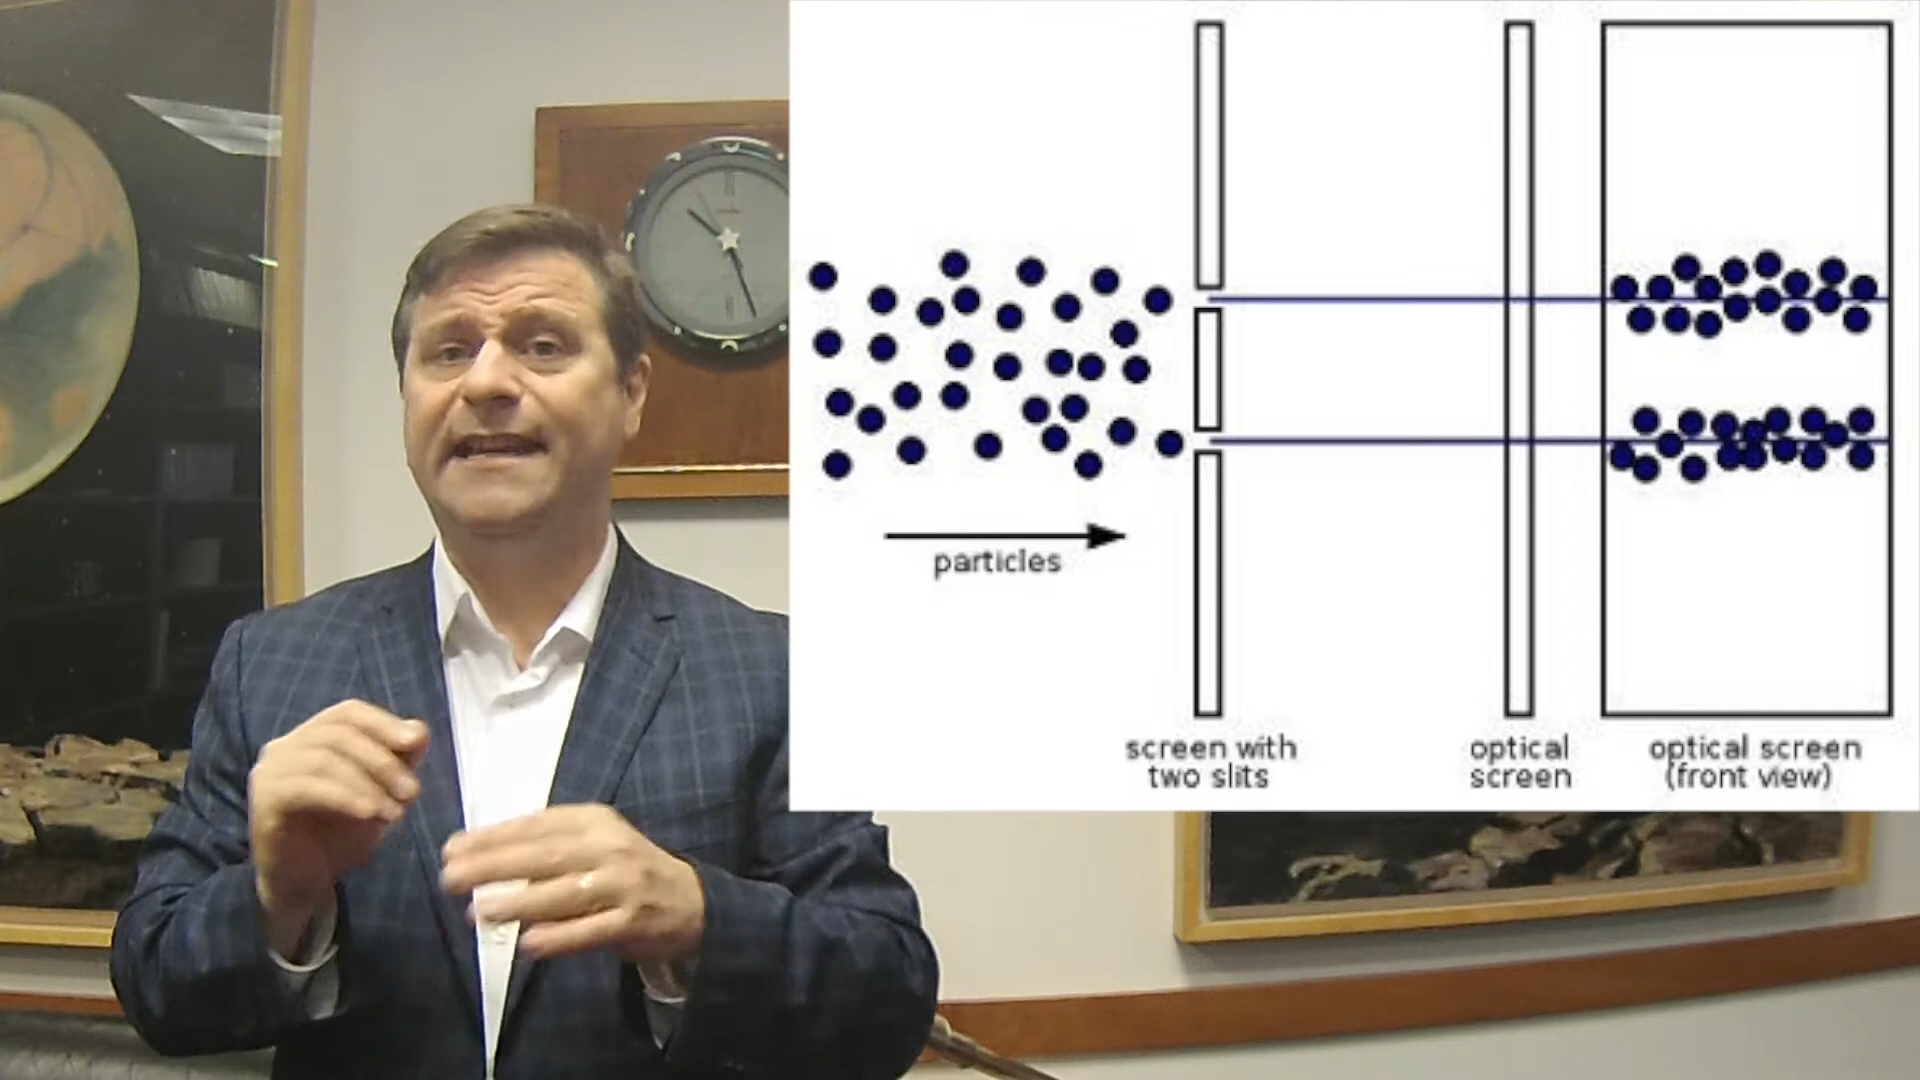 particles
screen with
two slits
optical
screen
optical screen
(front view)